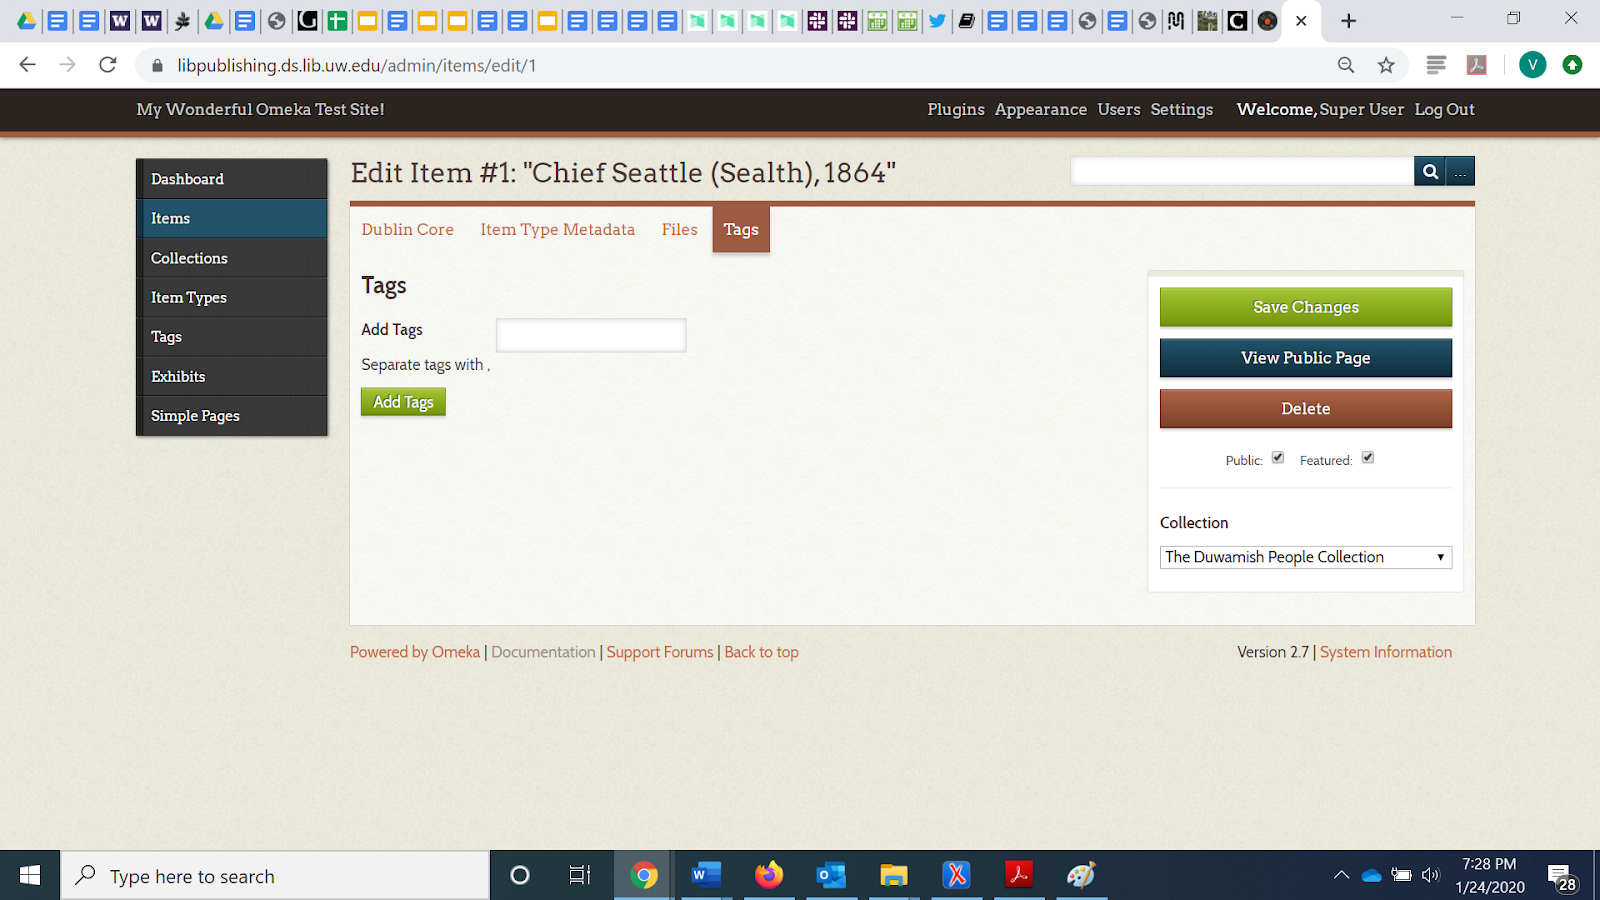 libpublishing.ds.lib.uw.edu/admin/items/edit/1
V
My Wonderful Omeka Test Site!
Plugins Appearance Users Settings Welcome, Super User Log Out
Dashboard
Items
Collections
Item Types
Tags
Exhibits
Simple Pages
Edit Item #1: "Chief Seattle (Sealth), 1864"
...
Dublin Core Item Type Metadata Files Tags
Tags
Add Tags
Separate tags with ,
Add Tags
Save Changes
View Public Page
Delete
Public: Featured:
Collection
The Duwamish People Collection
Powered by Omeka | Documentation | Support Forums | Back to top
Version 2.7 | System Information
Type here to search
7:28 PM
1/24/2020
28